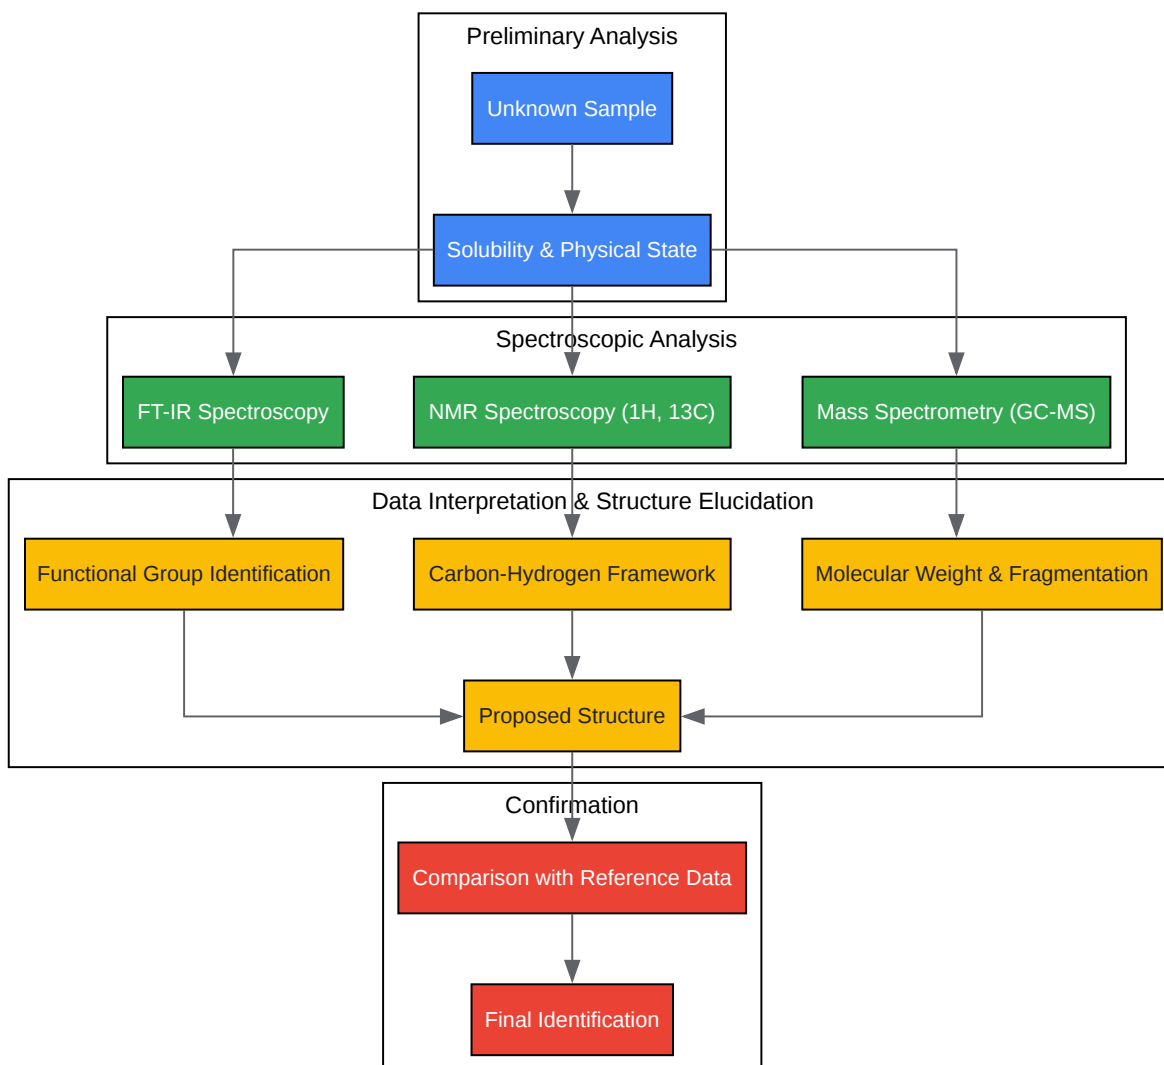 Preliminary Analysis
Unknown Sample
Solubility & Physical State
Spectroscopic Analysis
FT-IR Spectroscopy
NMR Spectroscopy (1H, 13C)
Mass Spectrometry (GC-MS)
Data Interpretation & Structure Elucidation
Functional Group Identification
Carbon-Hydrogen Framework
Molecular Weight & Fragmentation
Proposed Structure
Confirmation
Comparison with Reference Data
Final Identification